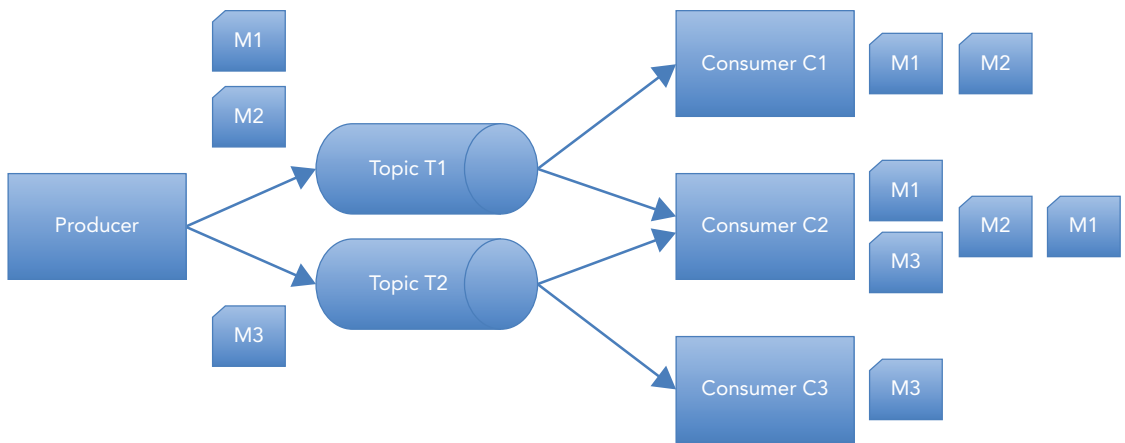 M1
M2
Producer
M3
Topic T1
Topic T2
Consumer C1
M1
M2
Consumer C2
M1
M3
M2
M1
Consumer C3
M3